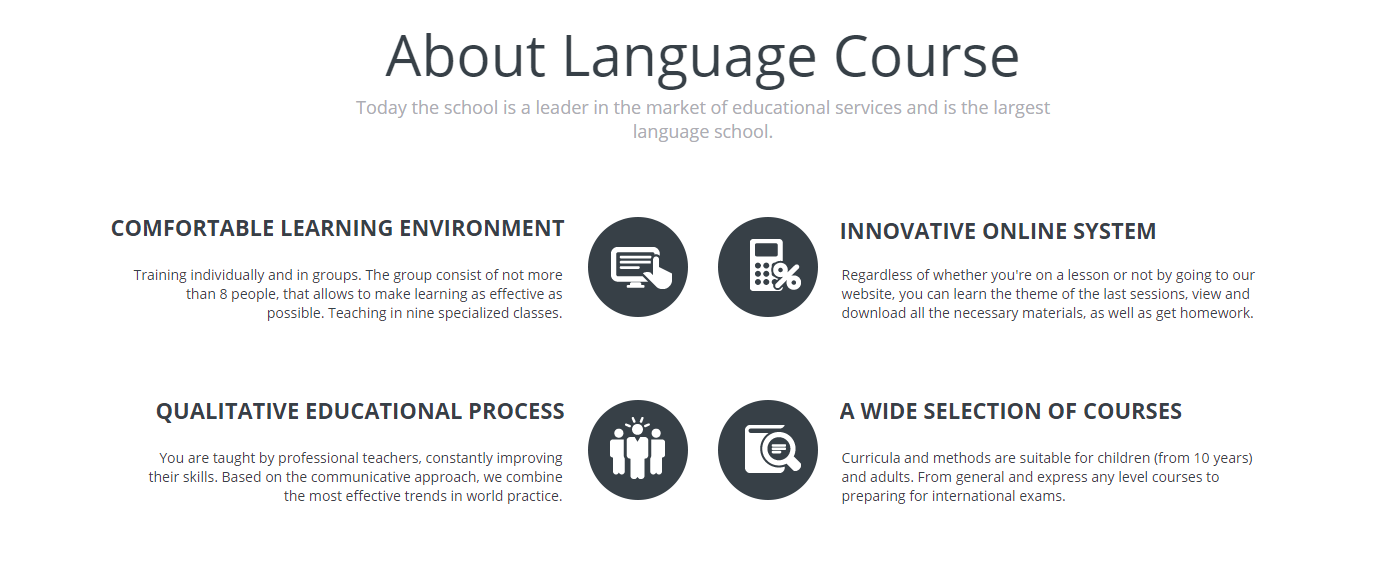 About Language Course
Today the school is a leader in the market of educational services and is the largest
language school.
COMFORTABLE LEARNING ENVIRONMENT
Training individually and in groups. The group consist of not more
than 8 people, that allows to make learning as effective as
possible. Teaching in nine specialized classes.
INNOVATIVE ONLINE SYSTEM
Regardless of whether you're on a lesson or not by going to our
website, you can learn the theme of the last sessions, view and
download all the necessary materials, as well as get homework.
QUALITATIVE EDUCATIONAL PROCESS
You are taught by professional teachers, constantly improving
their skills. Based on the communicative approach, we combine
the most effective trends in world practice.
A WIDE SELECTION OF COURSES
Curricula and methods are suitable for children (from 10 years)
and adults. From general and express any level courses to
preparing for international exams.